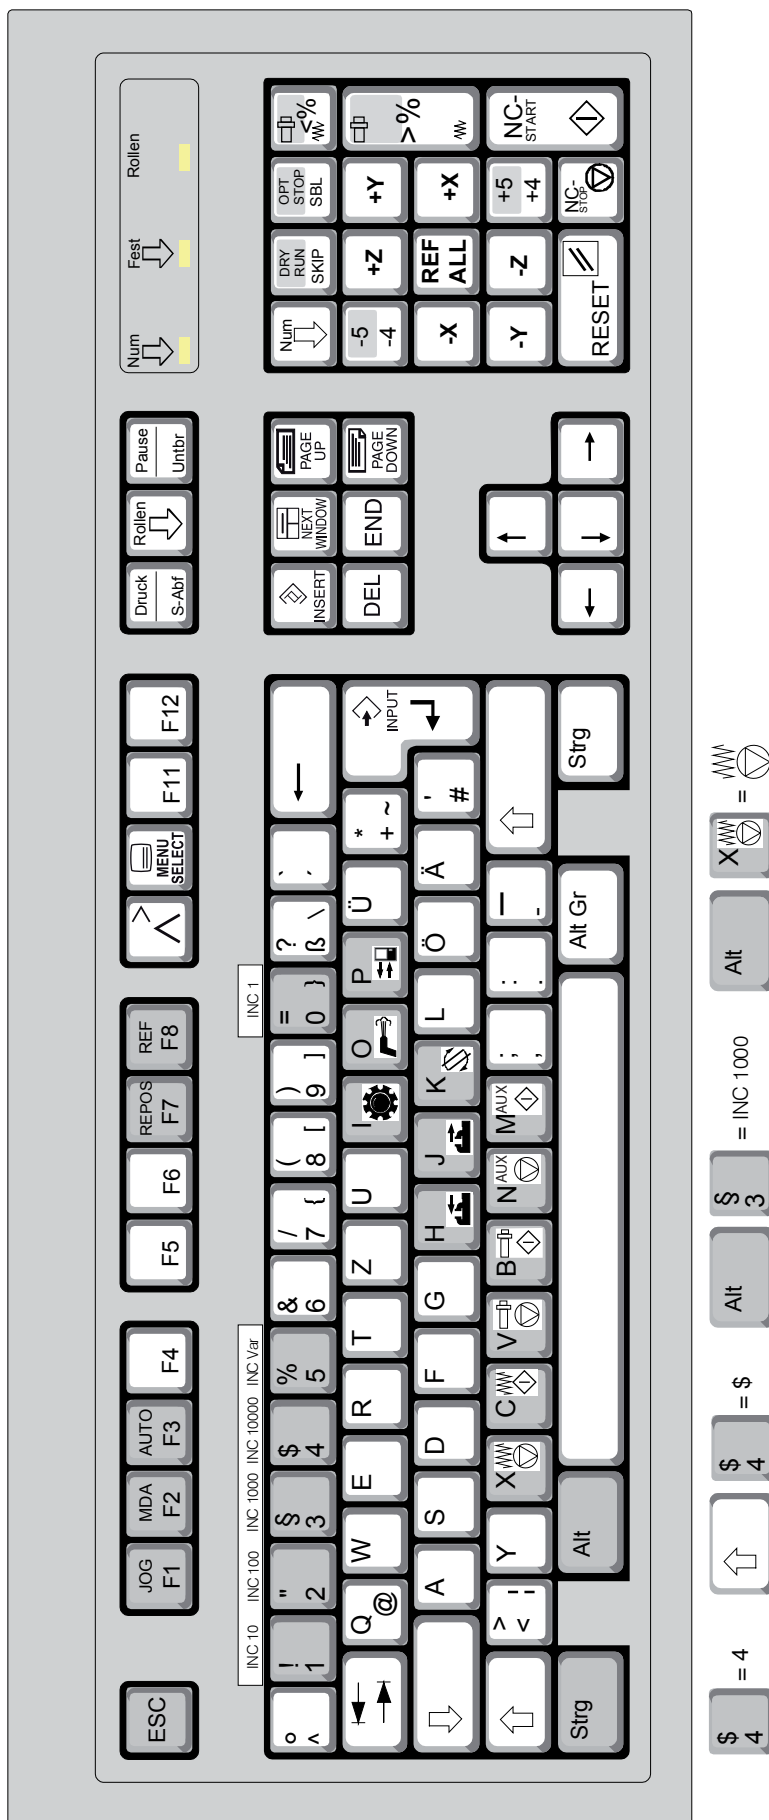 ESC
JOG
F1
MDA
F2
AUTO
F3
F4
F5
F6
REPOS
F7
REF
F8
MENU
SELECT
F11
F12
Druck
S-Abf
Rollen
Pause
Untbr
Num
Fest
Rollen
INC 10
INC 100
INC 1000
INC 10000
INC Var
INC 1
° ^
! 1
" 2
§ 3
$ 4
% 5
& 6
/ 7 {
( 8 [
) 9 ]
= 0 }
? ß \
` ´
INSERT
NEXT
WINDOW
PAGE
UP
Num
DRY
RUN
SKIP
OPT
STOP
SBL
<%
Q @
W
E
R
T
Z
U
I
O
P
Ü
* + ~
INPUT
DEL
END
PAGE
DOWN
-5
-4
+Z
+Y
>%
A
S
D
F
G
H
J
K
L
Ö
Ä
' #
-X
REF
ALL
+X
> < ¦
Y
X
C
V
B
N AUX
M AUX
; ,
: .
_ -
-Y
-Z
+5
+4
NC-
START
Strg
Alt
Alt Gr
Strg
RESET
NC-
STOP
$ 4 = 4
$ 4 = $
Alt § 3 = INC 1000
Alt X =